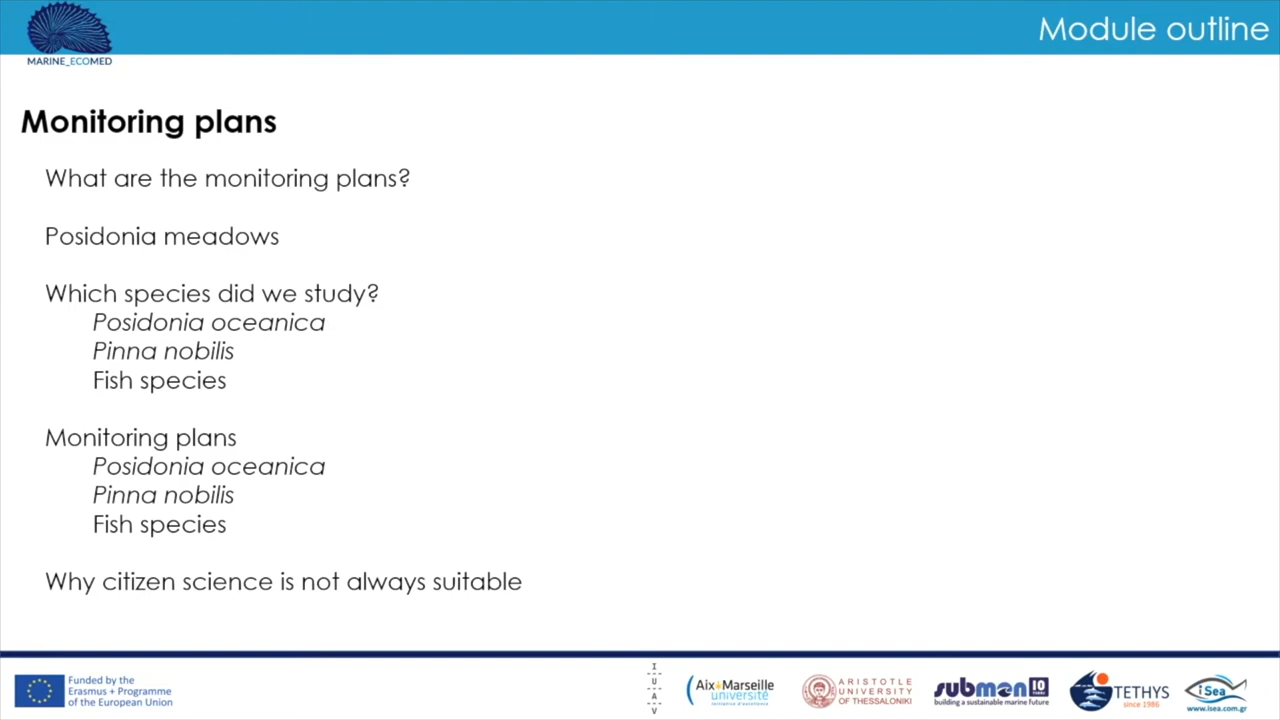 Module outline
MARINE_ECOMED
Monitoring plans
What are the monitoring plans?
Posidonia meadows
Which species did we study?
Posidonia oceanica
Pinna nobilis
Fish species
Monitoring plans
Posidonia oceanica
Pinna nobilis
Fish species
Why citizen science is not always suitable
Funded by the
Erasmus + Programme
of the European Union
I
U
A
V
Aix+Marseille
université
initiative d'excellence
ARISTOTLE
UNIVERSITY
OF THESSALONIKI
submon 10
building a sustainable marine future
TETHYS
since 1986
iSea
www.isea.com.gr